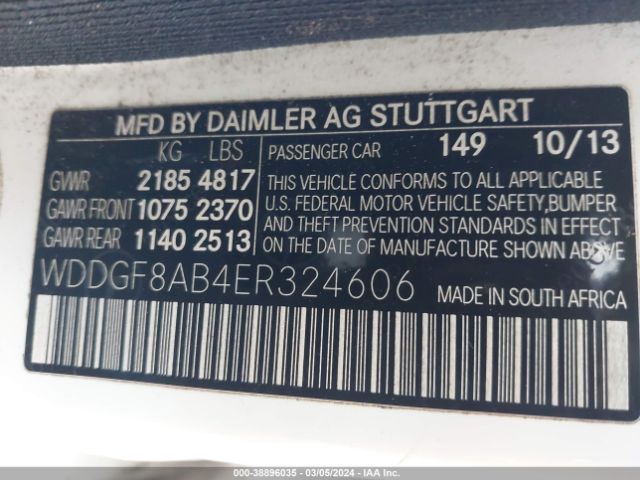 MFD BY DAIMLER AG STUTTGART
KG LBS
GVWR 2185 4817
GAWR FRONT 1075 2370
GAWR REAR 1140 2513
PASSENGER CAR 149 10/13
THIS VEHICLE CONFORMS TO ALL APPLICABLE
U.S. FEDERAL MOTOR VEHICLE SAFETY,BUMPER
AND THEFT PREVENTION STANDARDS IN EFFECT
ON THE DATE OF MANUFACTURE SHOWN ABOVE
WDDGF8AB4ER324606 MADE IN SOUTH AFRICA
000-38896035 | 03/05/2024 | IAA Inc.